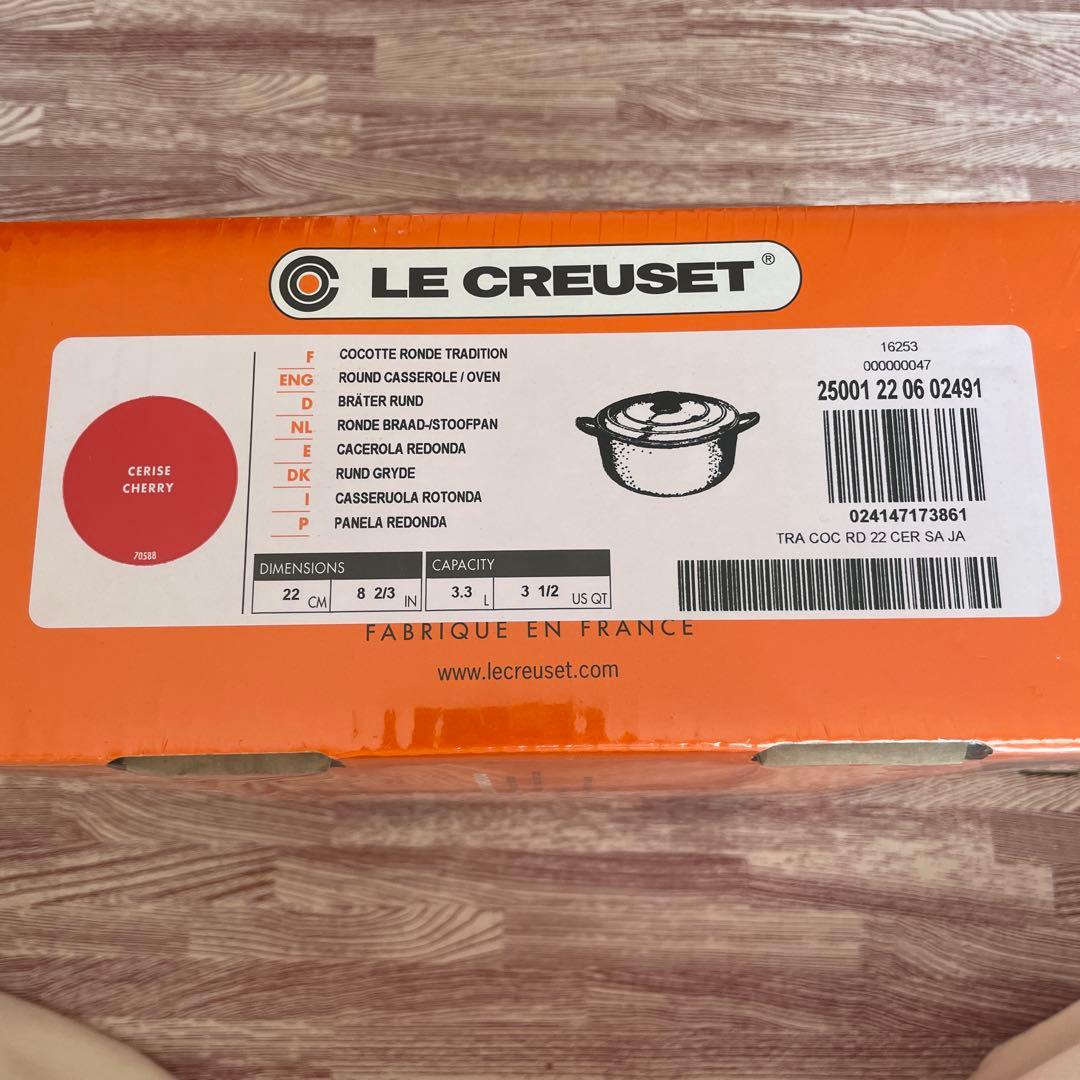 LE CREUSET®
CERISE
CHERRY
70588
F COCOTTE RONDE TRADITION
ENG ROUND CASSEROLE / OVEN
D BRÄTER RUND
NL RONDE BRAAD-/STOOFPAN
E CACEROLA REDONDA
DK RUND GRYDE
I CASSERUOLA ROTONDA
P PANELA REDONDA
DIMENSIONS CAPACITY
22 CM 8 2/3 IN 3.3 L 3 1/2 US QT
16253
000000047
25001 22 06 02491
024147173861
TRA COC RD 22 CER SA JA
FABRIQUE EN FRANCE
www.lecreuset.com